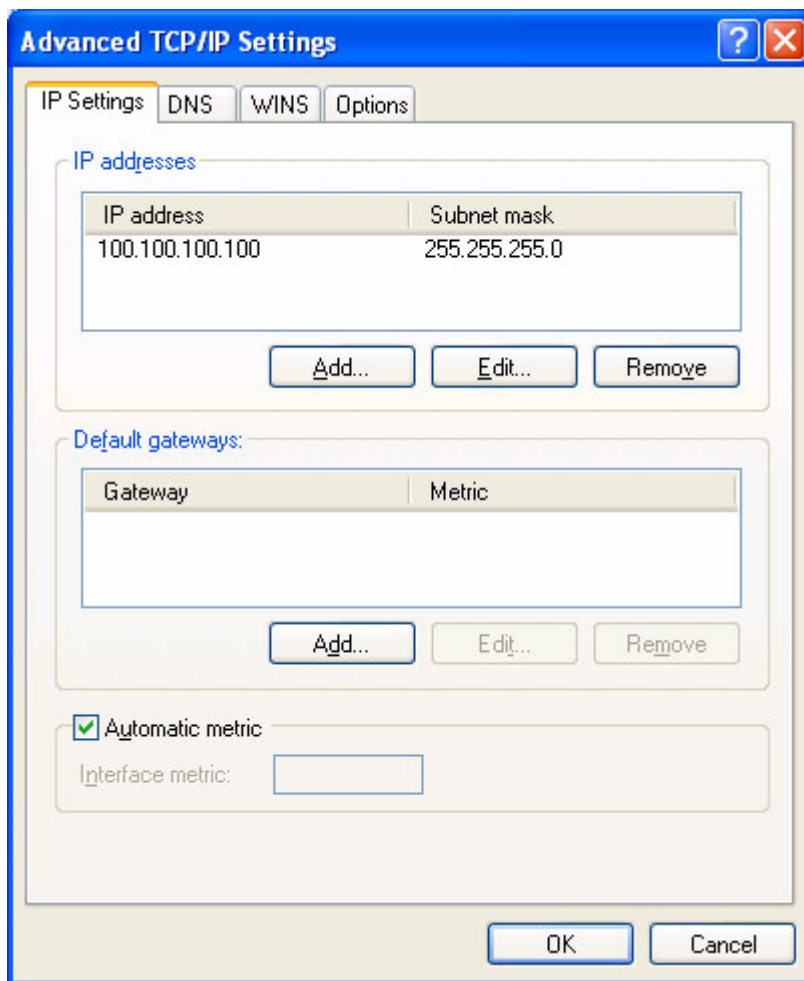 Advanced TCP/IP Settings
IP Settings DNS WINS Options
IP addresses
IP address Subnet mask
100.100.100.100 255.255.255.0
Add... Edit... Remove
Default gateways:
Gateway Metric
Add... Edit... Remove
Automatic metric
Interface metric:
OK Cancel